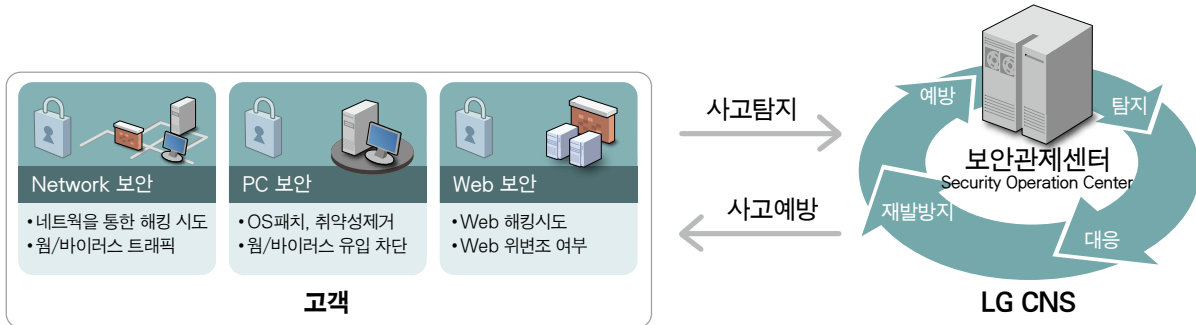 Network 보안
•네트웍을 통한 해킹 시도
•웜/바이러스 트래픽
PC 보안
•OS패치, 취약성제거
•웜/바이러스 유입 차단
Web 보안
•Web 해킹시도
•Web 위변조 여부
고객
사고탐지
사고예방
예방
탐지
보안관제센터
Security Operation Center
재발방지
대응
LG CNS